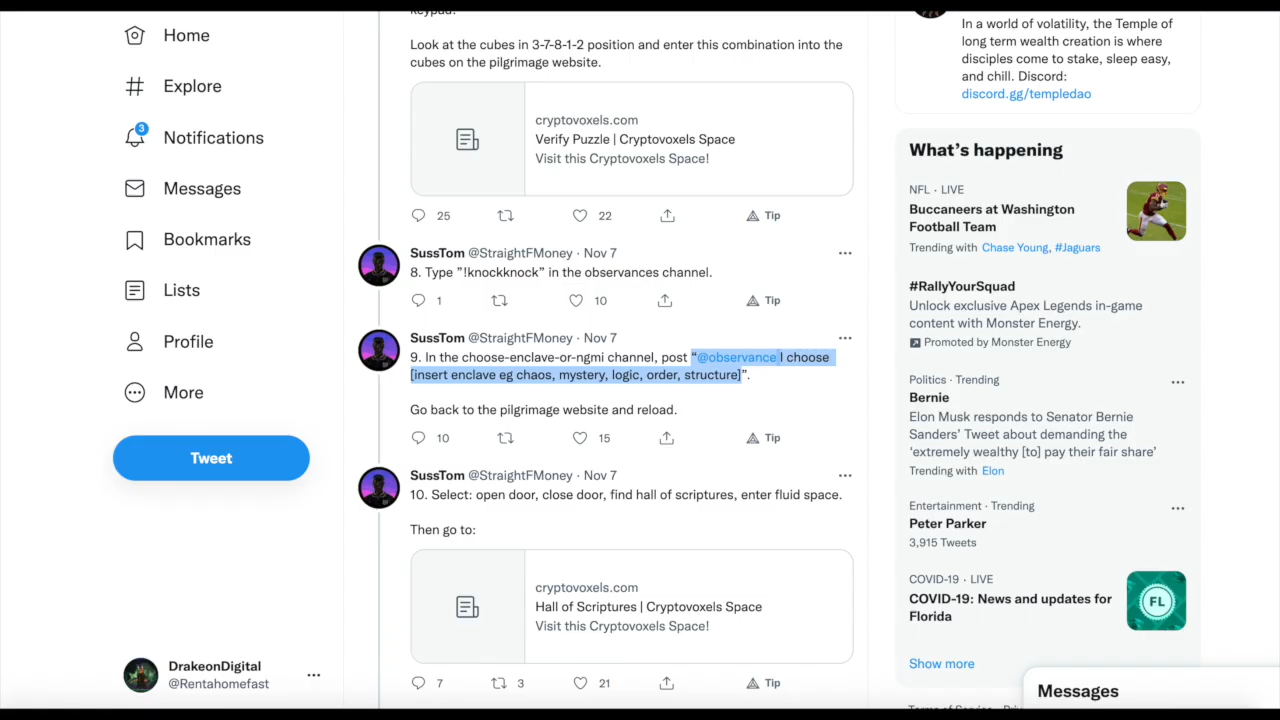 Home
Explore
3
Notifications
Messages
Bookmarks
Lists
Profile
More
Tweet
DrakeonDigital
@Rentahomefast
keypad.
Look at the cubes in 3-7-8-1-2 position and enter this combination into the
cubes on the pilgrimage website.
cryptovoxels.com
Verify Puzzle | Cryptovoxels Space
Visit this Cryptovoxels Space!
25
22
Tip
SussTom @StraightFMoney · Nov 7
8. Type "!knockknock” in the observances channel.
1
10
Tip
SussTom @StraightFMoney · Nov 7
9. In the choose-enclave-or-ngmi channel, post “@observance I choose
[insert enclave eg chaos, mystery, logic, order, structure]”.
Go back to the pilgrimage website and reload.
10
15
Tip
SussTom @StraightFMoney · Nov 7
10. Select: open door, close door, find hall of scriptures, enter fluid space.
Then go to:
cryptovoxels.com
Hall of Scriptures | Cryptovoxels Space
Visit this Cryptovoxels Space!
7
3
21
Tip
In a world of volatility, the Temple of
long term wealth creation is where
disciples come to stake, sleep easy,
and chill. Discord:
discord.gg/templedao
What’s happening
NFL · LIVE
Buccaneers at Washington
Football Team
Trending with Chase Young, #Jaguars
#RallyYourSquad
Unlock exclusive Apex Legends in-game
content with Monster Energy.
Promoted by Monster Energy
Politics · Trending
Bernie
Elon Musk responds to Senator Bernie
Sanders’ Tweet about demanding the
‘extremely wealthy [to] pay their fair share’
Trending with Elon
Entertainment · Trending
Peter Parker
3,915 Tweets
COVID-19 · LIVE
COVID-19: News and updates for
Florida
FL
Show more
Messages